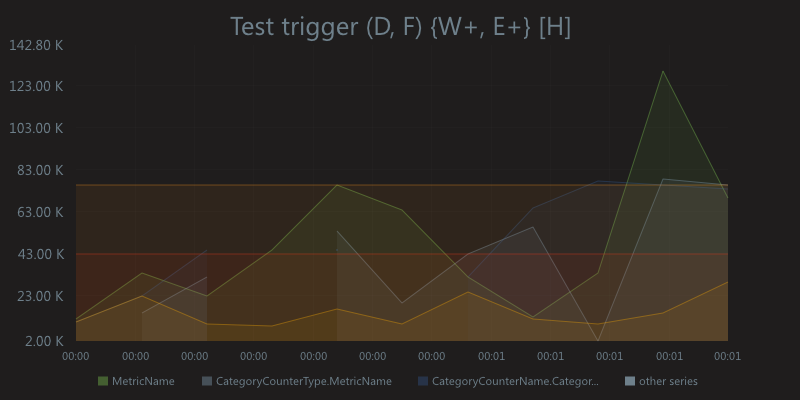 Test trigger (D, F) {W+, E+} [H]
142.80 K
123.00 K
103.00 K
83.00 K
63.00 K
43.00 K
23.00 K
2.00 K
00:00 00:00 00:00 00:00 00:00 00:00 00:00 00:01 00:01 00:01 00:01 00:01
MetricName CategoryCounterType.MetricName CategoryCounterName.Categor... other series